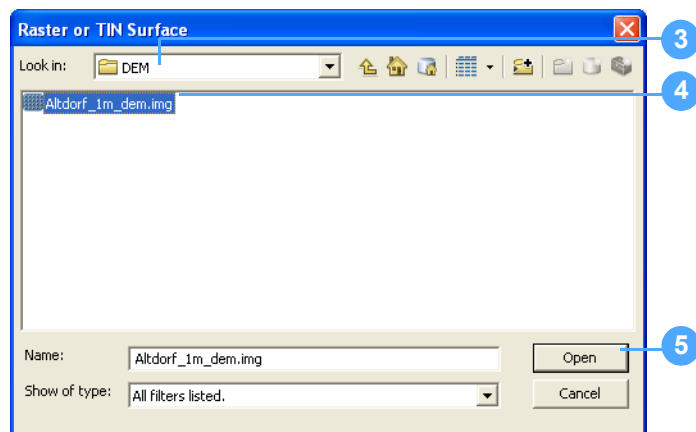 Raster or TIN Surface
3
Look in: DEM
4
Altdorf_1m_dem.img
5
Name: Altdorf_1m_dem.img Open
Show of type: All filters listed. Cancel